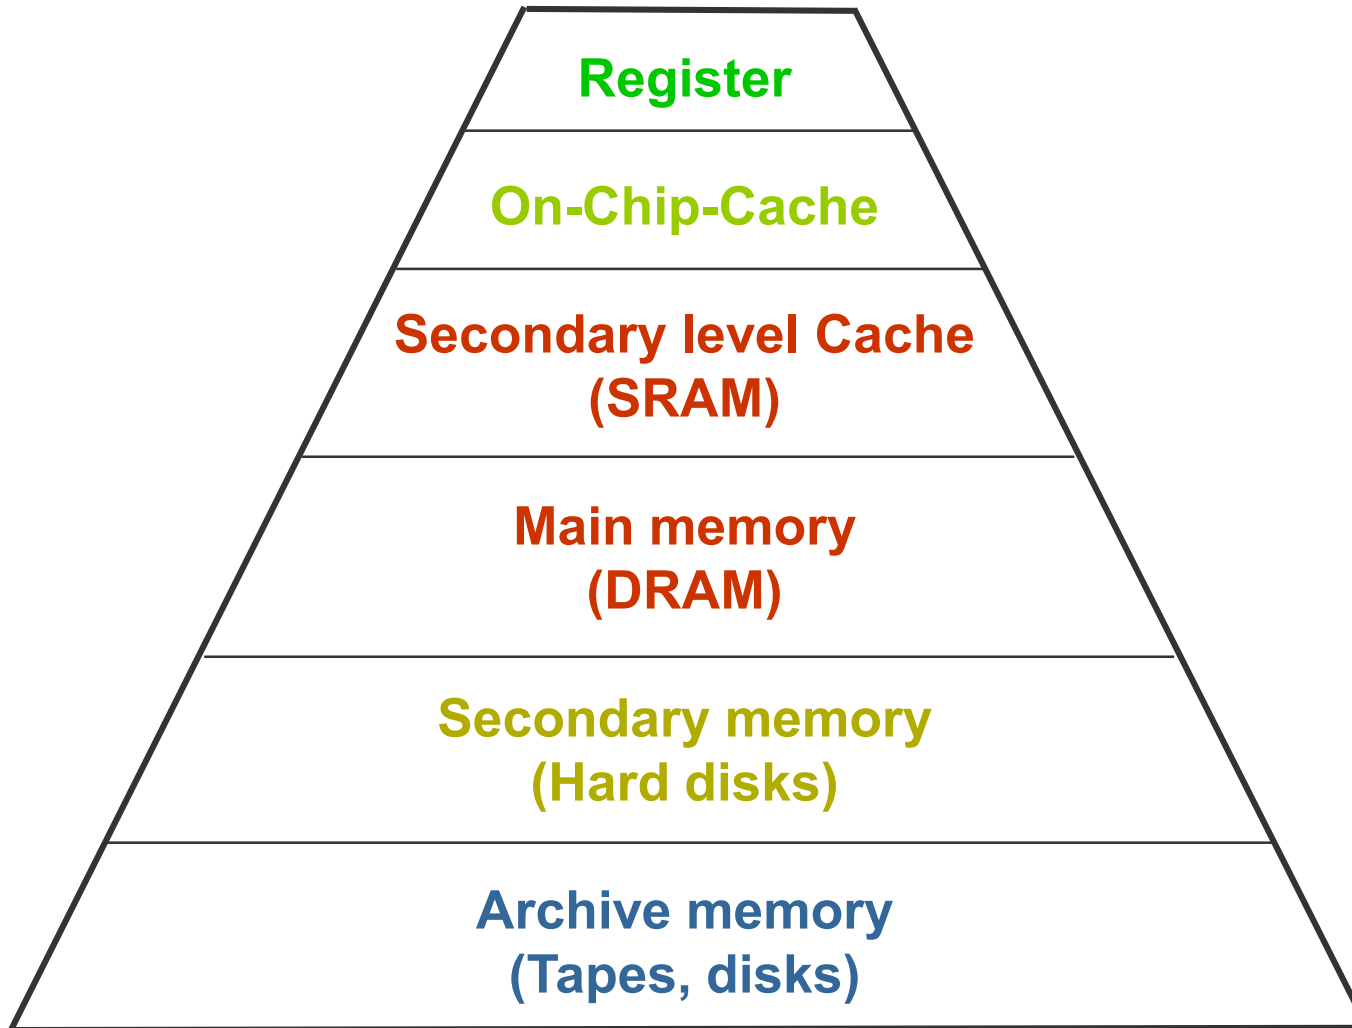 Register
On-Chip-Cache
Secondary level Cache
(SRAM)
Main memory
(DRAM)
Secondary memory
(Hard disks)
Archive memory
(Tapes, disks)